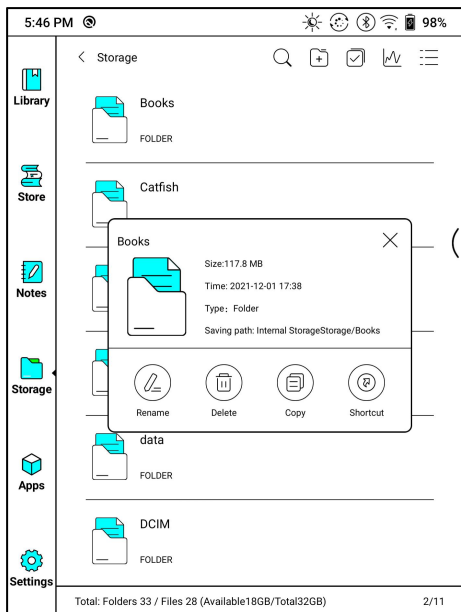 5:46 PM
98%
Storage
Library
Store
Notes
Storage
Apps
Settings
Books
FOLDER
Catfish
Books
Size:117.8 MB
Time: 2021-12-01 17:38
Type：Folder
Saving path: Internal StorageStorage/Books
Rename
Delete
Copy
Shortcut
data
FOLDER
DCIM
FOLDER
Total: Folders 33 / Files 28 (Available18GB/Total32GB)
2/11